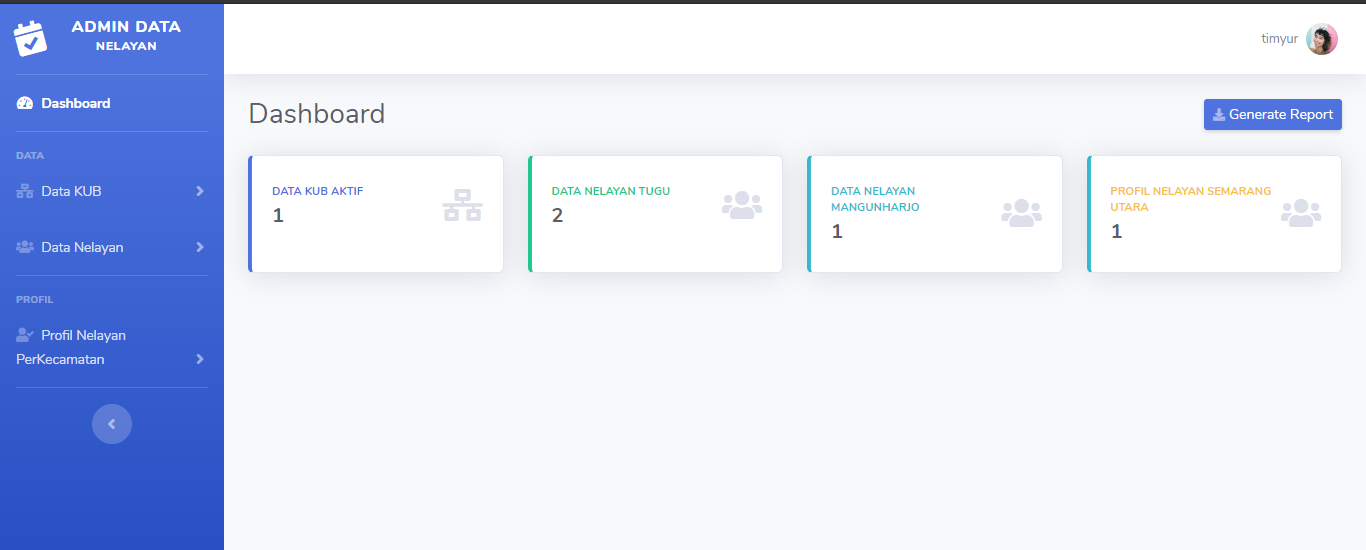 ADMIN DATA
NELAYAN
timyur
Dashboard
Dashboard
Generate Report
DATA
Data KUB
Data Nelayan
PROFIL
Profil Nelayan
PerKecamatan
DATA KUB AKTIF
1
DATA NELAYAN TUGU
2
DATA NELAYAN
MANGUNHARJO
1
PROFIL NELAYAN SEMARANG
UTARA
1